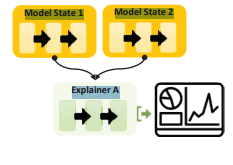 Model State 1
Model State 2
Explainer A